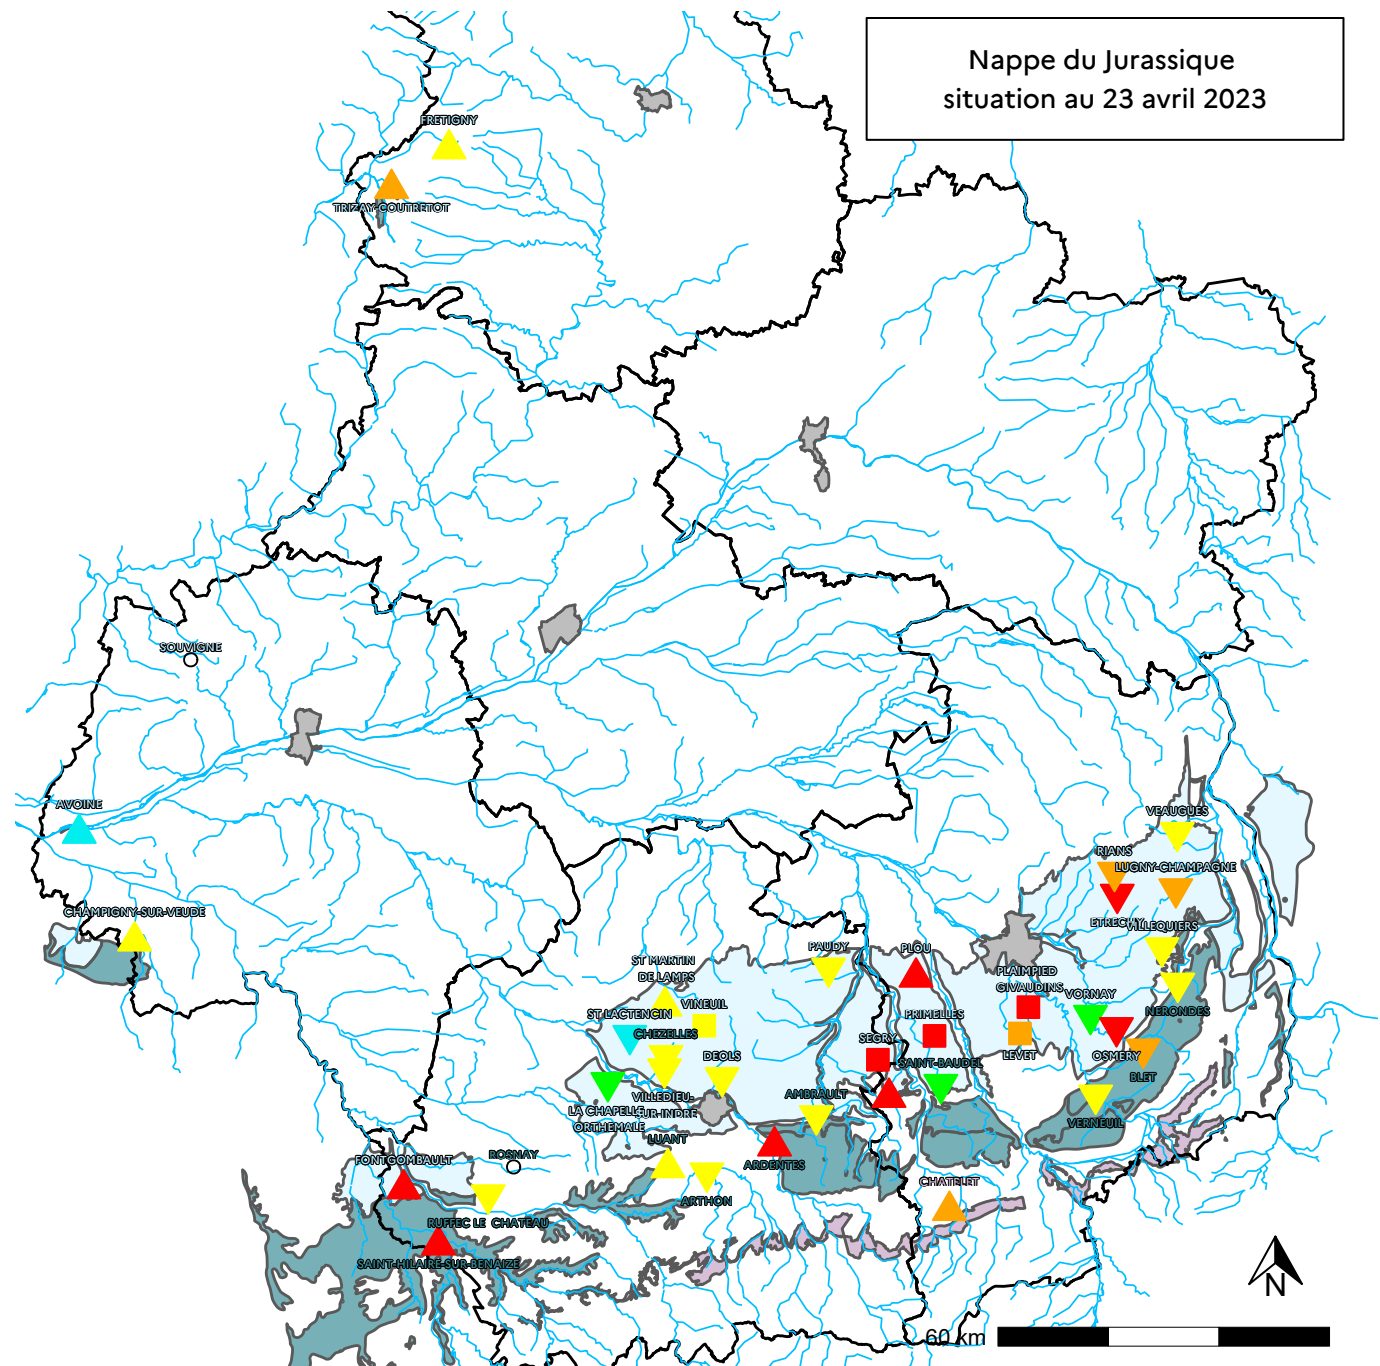 Nappe du Jurassique
situation au 23 avril 2023
FRETIGNY
TRIZAY-COUTRETOT
SOUVIGNE
AVOINE
CHAMPIGNY-SUR-VEUDE
VEAUGUES
RIANS
LUGNY-CHAMPAGNE
ETRECHY
VILLEQUIERS
PAUDY
PLOU
ST MARTIN
DE LAMPS
PLAIMPIED
GIVAUDINS
VORNAY
NERONDES
VINEUIL
ST LACTENCIN
CHEZELLES
PRIMELLES
SEGRY
LEVET
OSMERY
DEOLS
SAINT-BAUDEL
BLET
VILLEDIEU-
SUR-INDRE
LA CHAPELLE
ORTHEMALE
AMBRAULT
VERNEUIL
LUANT
ARDENTES
ROSNAY
FONTGOMBAULT
ARTHON
CHATELET
RUFFEC LE CHATEAU
SAINT-HILAIRE-SUR-BENAIZE
N
60 km